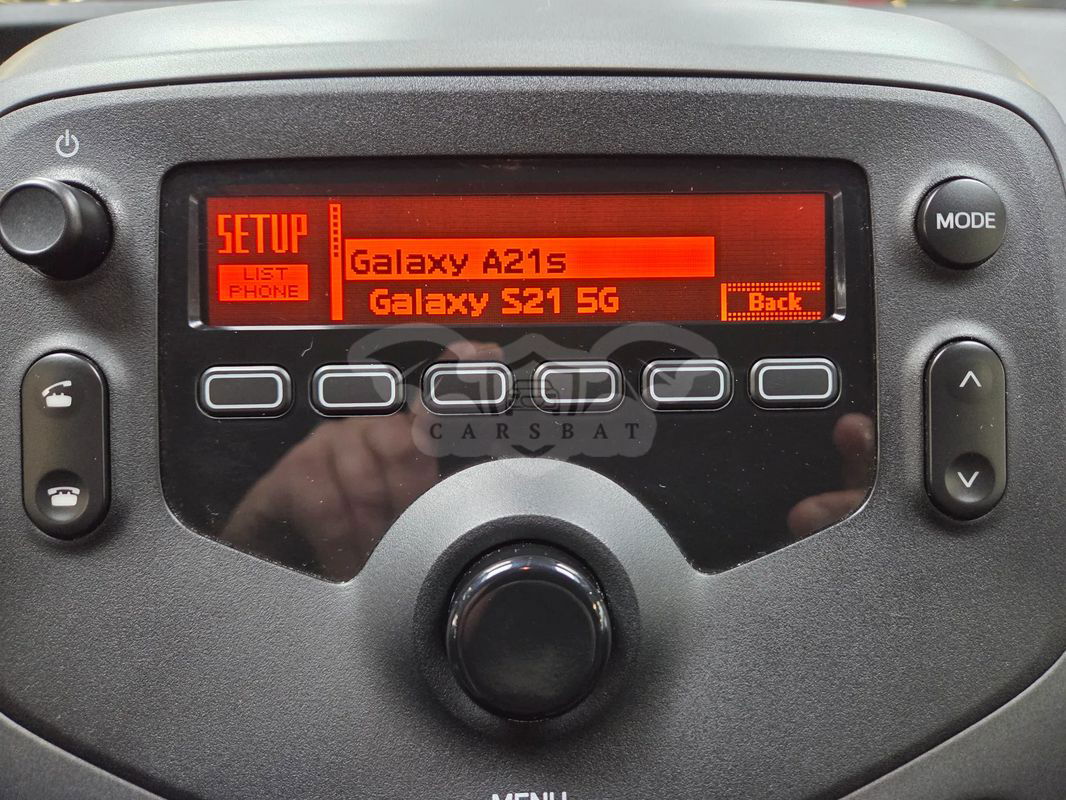 SETUP
LIST
PHONE
Galaxy A21s
Galaxy S21 5G
Back
MODE
CARSBAT
MENU